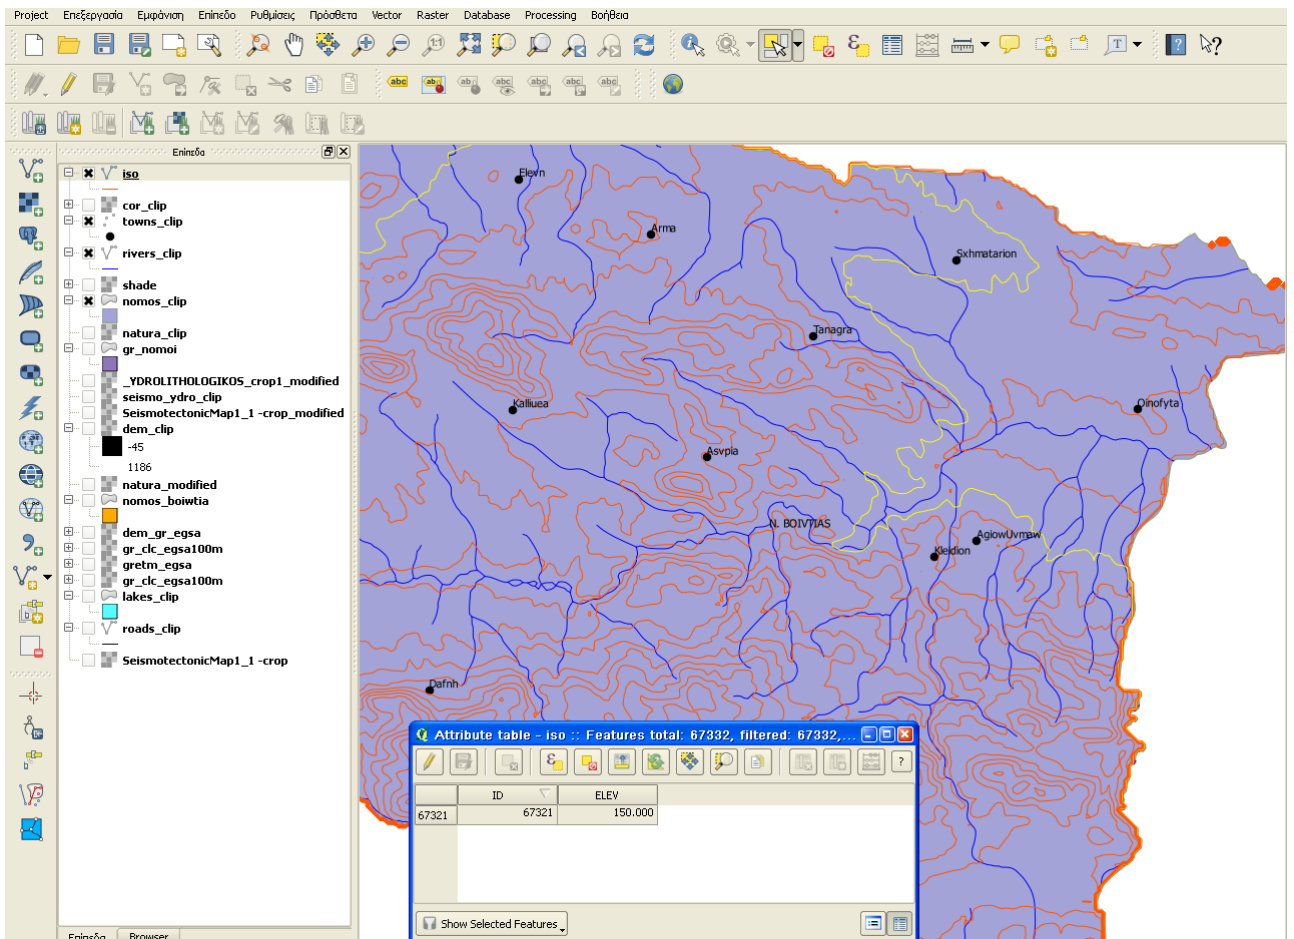 Project Επεξεργασία Εμφάνιση Επίπεδο Ρυθμίσεις Πρόσθετα Vector Raster Database Processing Βοήθεια
Επίπεδα
iso
cor_clip
towns_clip
rivers_clip
shade
nomos_clip
natura_clip
gr_nomoi
_YDROLITHOLOGIKOS_crop1_modified
seismo_ydro_clip
SeismotectonicMap1_1 -crop_modified
dem_clip
-45
1186
natura_modified
nomos_boiwtia
dem_gr_egsa
gr_clc_egsa100m
gretm_egsa
gr_clc_egsa100m
lakes_clip
roads_clip
SeismotectonicMap1_1 -crop
Επίπεδα Browser
Elevn
Arma
Sxhmatarion
Tanagra
Kalliuea
Oinofyta
Asvpia
N. BOIVTIAS
AgiowUvmaw
Kleidion
Dafnh
Attribute table - iso :: Features total: 67332, filtered: 67332,...
ID ELEV
67321 67321 150.000
Show Selected Features